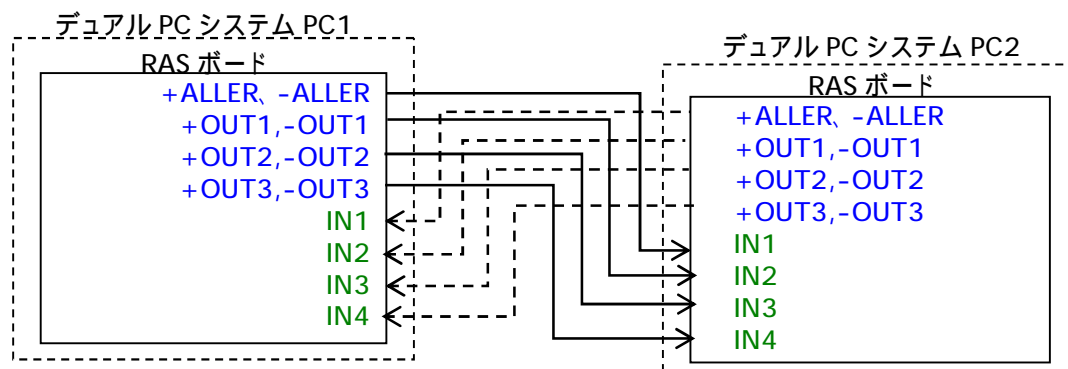 デュアル PC システム PC1
RAS ボード
+ALLER、-ALLER
+OUT1,-OUT1
+OUT2,-OUT2
+OUT3,-OUT3
IN1
IN2
IN3
IN4
デュアル PC システム PC2
RAS ボード
+ALLER、-ALLER
+OUT1,-OUT1
+OUT2,-OUT2
+OUT3,-OUT3
IN1
IN2
IN3
IN4